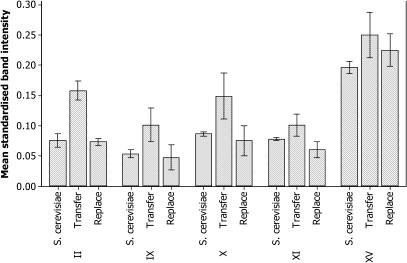 Mean standardised band intensity
0.30
0.25
0.20
0.15
0.10
0.05
0.00
S. cerevisiae
Transfer
Replace
S. cerevisiae
Transfer
Replace
S. cerevisiae
Transfer
Replace
S. cerevisiae
Transfer
Replace
S. cerevisiae
Transfer
Replace
II
IX
X
XI
XV